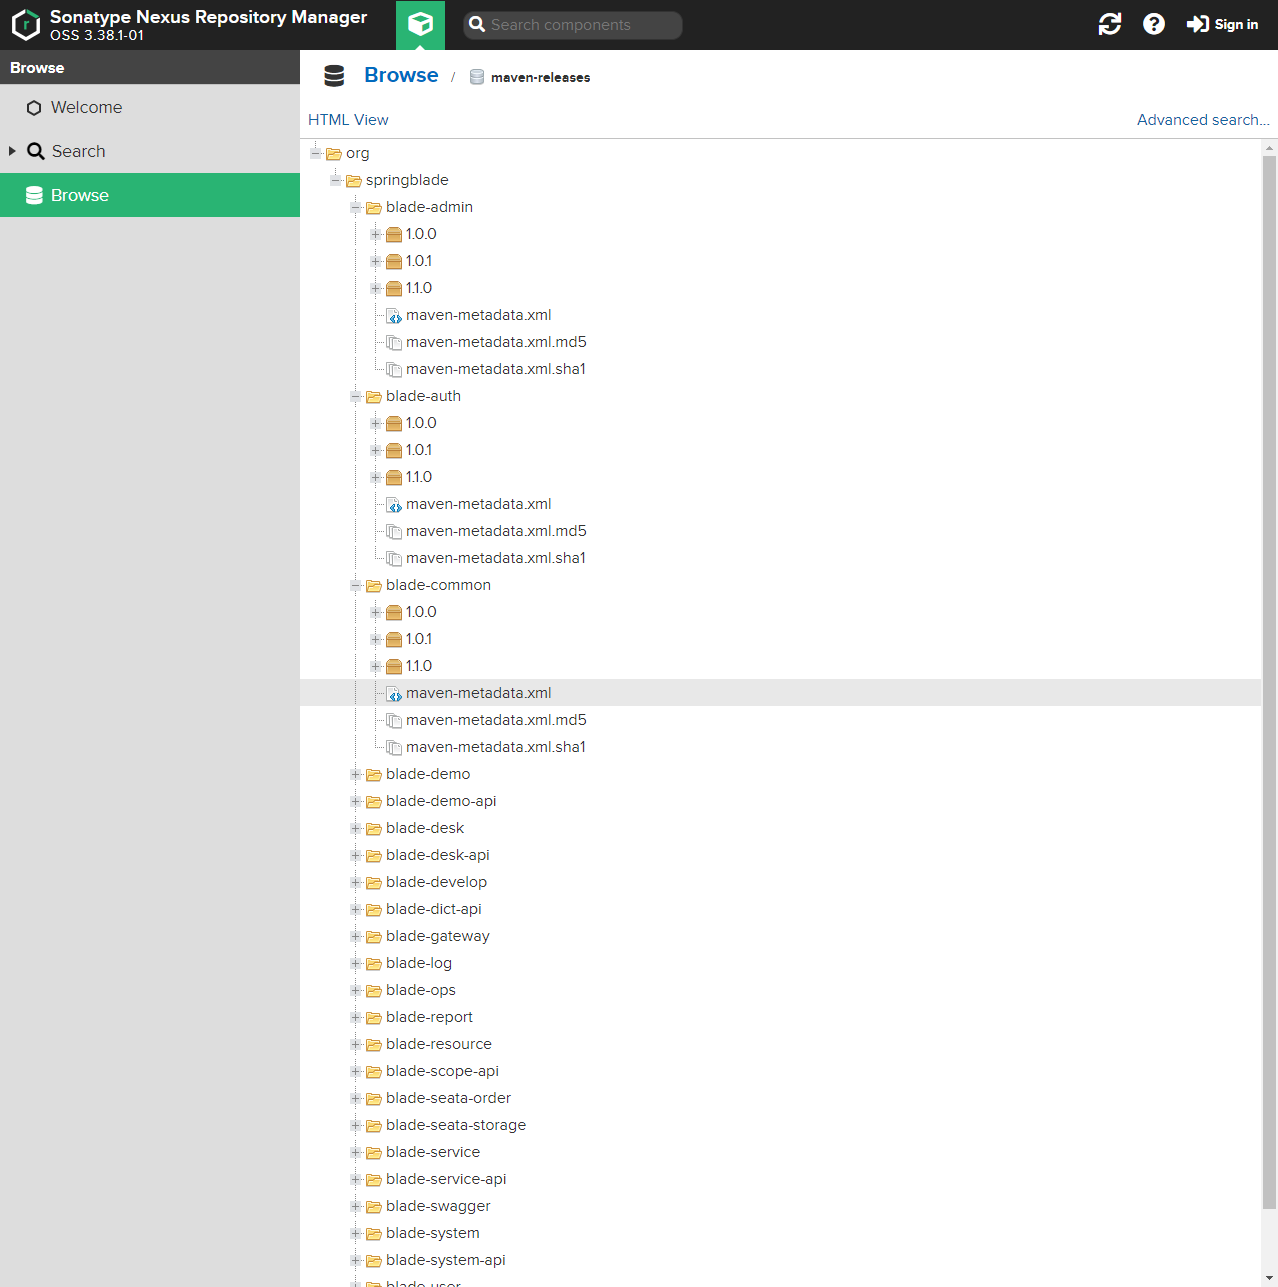 Sonatype Nexus Repository Manager
OSS 3.38.1-01
Search components
Sign in
Browse
Welcome
Search
Browse
Browse / maven-releases
HTML View
Advanced search...
org
springblade
blade-admin
1.0.0
1.0.1
1.1.0
maven-metadata.xml
maven-metadata.xml.md5
maven-metadata.xml.sha1
blade-auth
1.0.0
1.0.1
1.1.0
maven-metadata.xml
maven-metadata.xml.md5
maven-metadata.xml.sha1
blade-common
1.0.0
1.0.1
1.1.0
maven-metadata.xml
maven-metadata.xml.md5
maven-metadata.xml.sha1
blade-demo
blade-demo-api
blade-desk
blade-desk-api
blade-develop
blade-dict-api
blade-gateway
blade-log
blade-ops
blade-report
blade-resource
blade-scope-api
blade-seata-order
blade-seata-storage
blade-service
blade-service-api
blade-swagger
blade-system
blade-system-api
blade-user